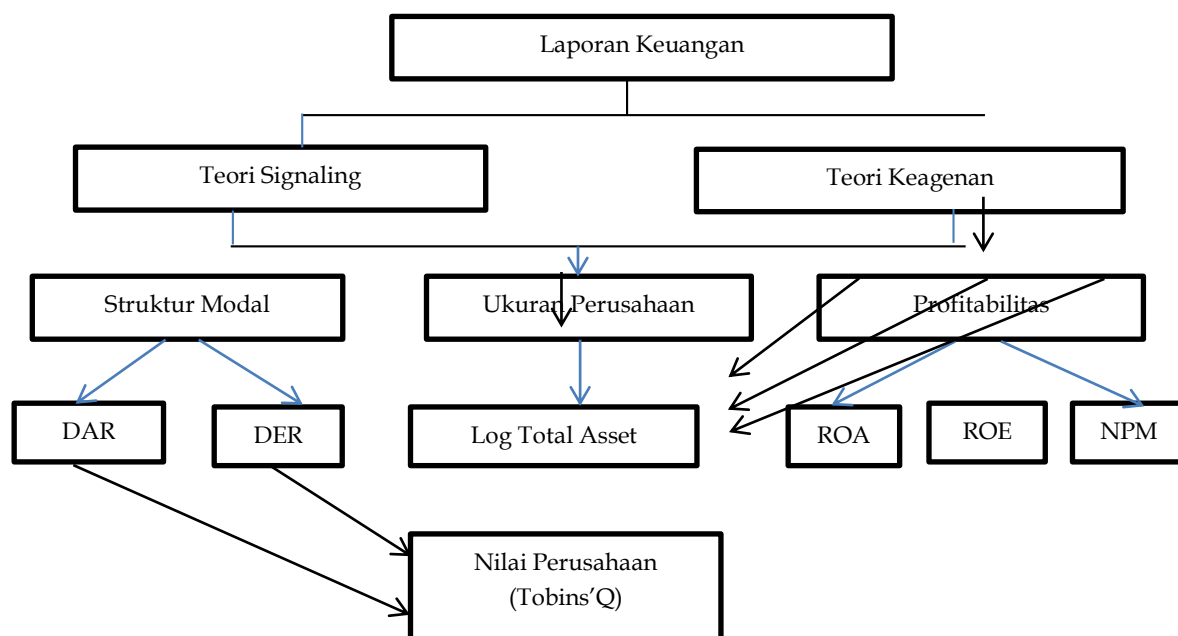 Laporan Keuangan
Teori Signaling
Teori Keagenan
Struktur Modal
Ukuran Perusahaan
Profitabilitas
DAR
DER
Log Total Asset
ROA
ROE
NPM
Nilai Perusahaan
(Tobins'Q)